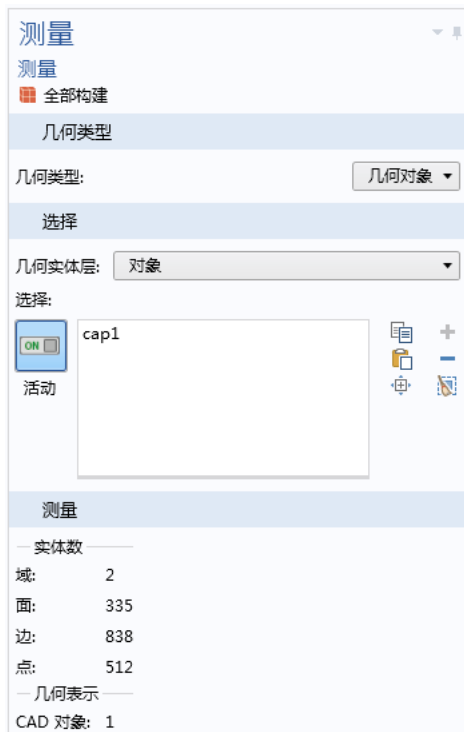 测量
测量
全部构建
几何类型
几何类型: 几何对象
选择
几何实体层: 对象
选择:
ON
cap1
活动
测量
实体数
域: 2
面: 335
边: 838
点: 512
几何表示
CAD 对象: 1